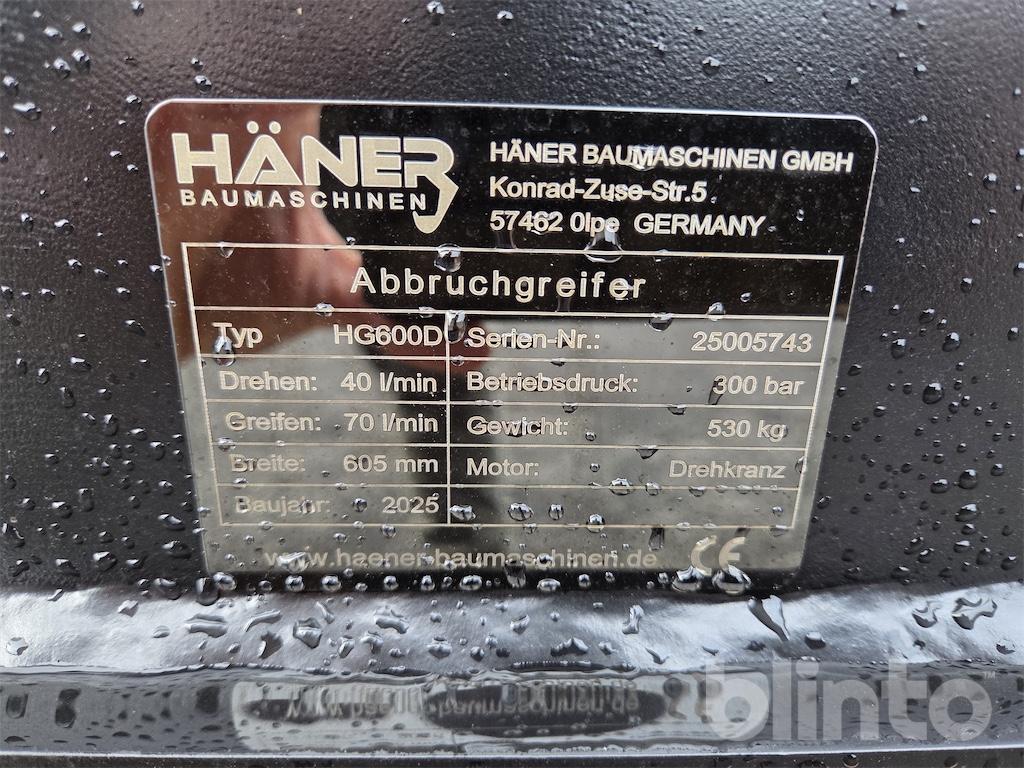 HÄNER
BAUMASCHINEN
HÄNER BAUMASCHINEN GMBH
Konrad-Zuse-Str.5
57462 Olpe GERMANY
Abbruchgreifer
Typ HG600D Serien-Nr.: 25005743
Drehen: 40 l/min Betriebsdruck: 300 bar
Greifen: 70 l/min Gewicht: 530 kg
Breite: 605 mm Motor: Drehkranz
Baujahr: 2025
www.haener-baumaschinen.de CE
blinto™